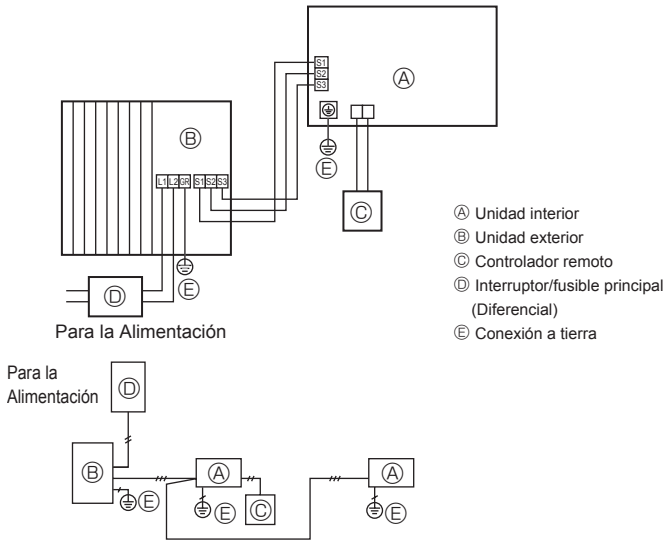 S1
S2
S3
Ⓐ
Ⓑ
L1 L2 GR S1 S2 S3
Ⓔ
Ⓒ
Ⓔ
Ⓓ
Para la Alimentación
Ⓐ Unidad interior
Ⓑ Unidad exterior
Ⓒ Controlador remoto
Ⓓ Interruptor/fusible principal
(Diferencial)
Ⓔ Conexión a tierra
Para la
Alimentación
Ⓓ
Ⓑ
Ⓐ
Ⓐ
Ⓔ
Ⓔ
Ⓒ
Ⓔ